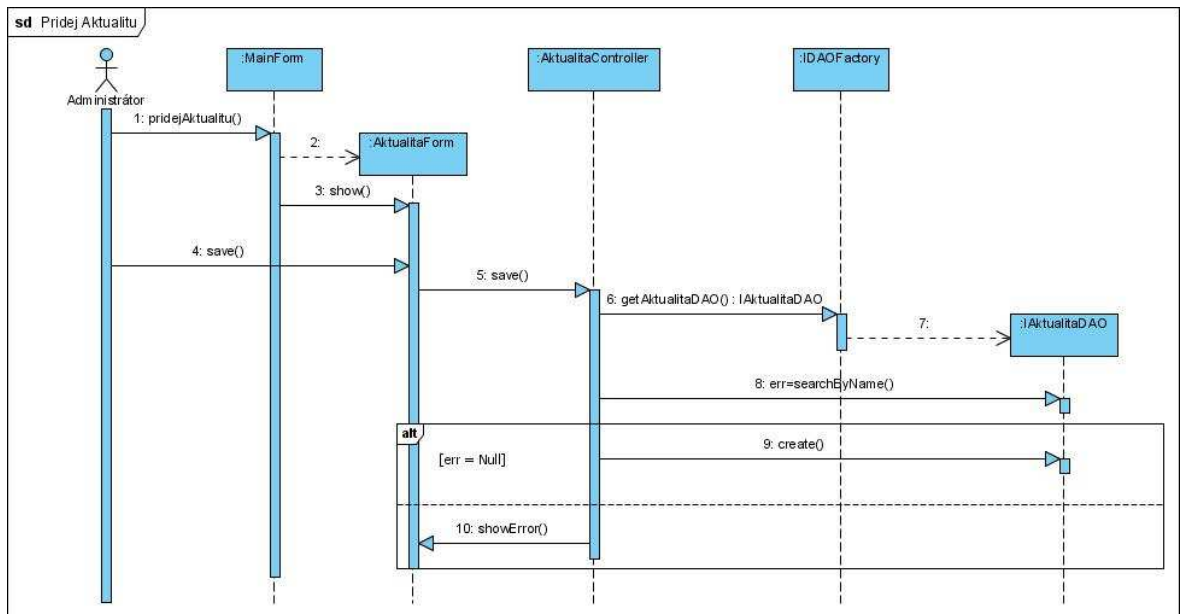 sd Pridej Aktualitu
:MainForm
:AktualitaController
:IDAOFactory
Administrátor
1: pridejAktualitu()
2:
:AktualitaForm
3: show()
4: save()
5: save()
6: getAktualitaDAO() : IAktualitaDAO
7:
:IAktualitaDAO
8: err=searchByName()
alt
[err = Null]
9: create()
10: showError()